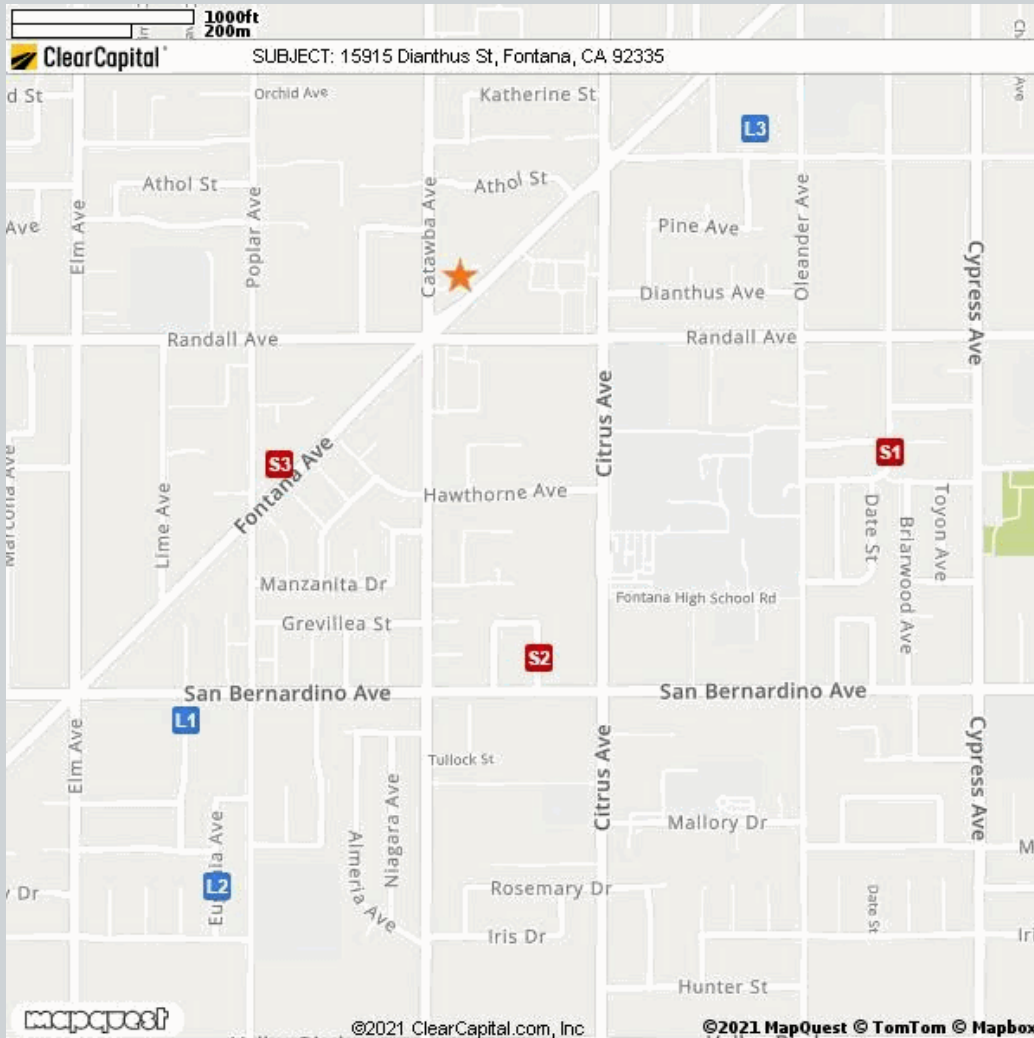 1000ft
200m
ClearCapital
SUBJECT: 15915 Dianthus St, Fontana, CA 92335
d St
Orchid Ave
Katherine St
Ave
L3
Athol St
Athol St
Ave
Elm Ave
Poplar Ave
Catawba Ave
Pine Ave
Oleander Ave
Dianthus Ave
Cypress Ave
Randall Ave
Randall Ave
Citrus Ave
S1
S3
Fontana Ave
Hawthorne Ave
Marcona Ave
Lime Ave
Date St
Briarwood Ave
Toyon Ave
Manzanita Dr
Fontana High School Rd
Grevillea St
S2
San Bernardino Ave
San Bernardino Ave
L1
Elm Ave
Tullock St
Citrus Ave
Cypress Ave
Niagara Ave
Almeria Ave
Mallory Dr
M
L2
y Dr
Rosemary Dr
Date St
Iris Dr
Iri
Hunter St
mapquest
©2021 ClearCapital.com, Inc
©2021 MapQuest © TomTom © Mapbox